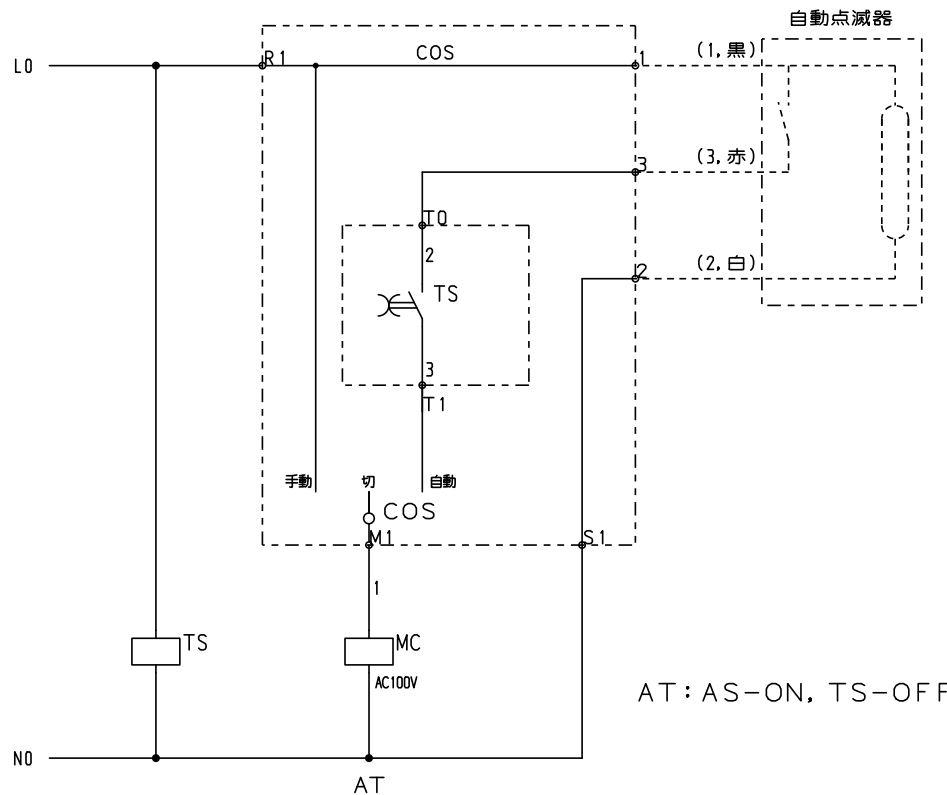 自動点滅器
L0
R1
COS
1
(1,黒)
3
(3,赤)
T0
2
2
(2,白)
TS
3
T1
手動
切
自動
COS
M1
S1
1
TS
MC
AC100V
AT:AS-ON, TS-OFF
N0
AT